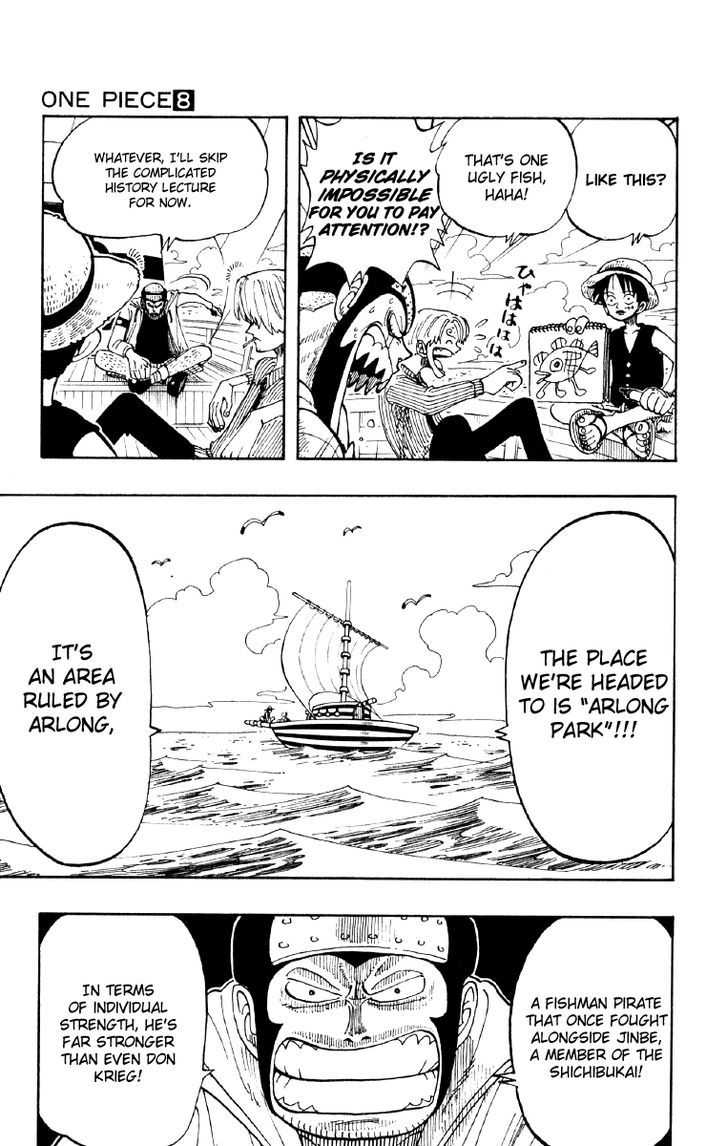 ONE PIECE8
LIKE THIS?
THAT'S ONE
UGLY FISH,
HAHA!
ひゃはははは
IS IT
PHYSICALLY
IMPOSSIBLE
FOR YOU TO PAY
ATTENTION!?
WHATEVER, I'LL SKIP
THE COMPLICATED
HISTORY LECTURE
FOR NOW.
THE PLACE
WE'RE HEADED
TO IS "ARLONG
PARK"!!!
IT'S
AN AREA
RULED BY
ARLONG,
A FISHMAN PIRATE
THAT ONCE FOUGHT
ALONGSIDE JINBE,
A MEMBER OF THE
SHICHIBUKAI!
IN TERMS
OF INDIVIDUAL
STRENGTH, HE'S
FAR STRONGER
THAN EVEN DON
KRIEG!